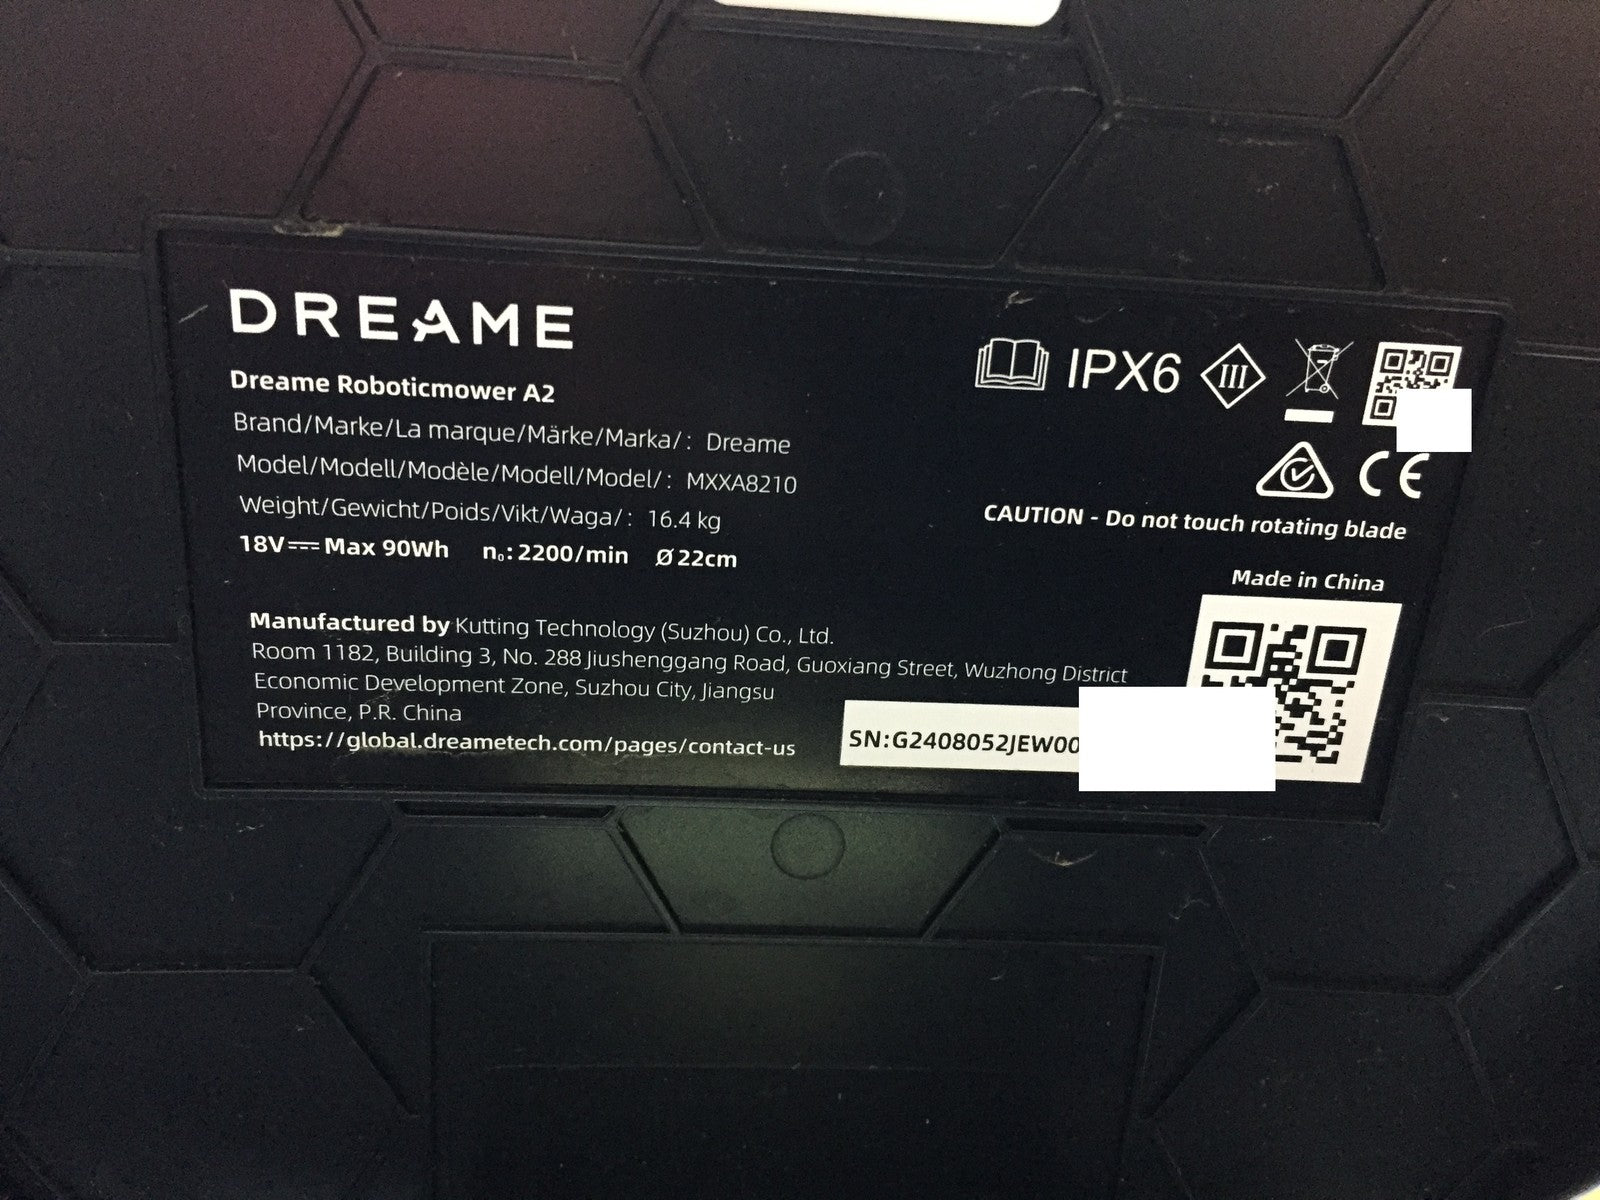 DREAME
Dreame Roboticmower A2
Brand/Marke/La marque/Märke/Marka/: Dreame
Model/Modell/Modèle/Modell/Model/: MXXA8210
Weight/Gewicht/Poids/Vikt/Waga/: 16.4 kg
18V⎓Max 90Wh n₀:2200/min Ø22cm
Manufactured by Kutting Technology (Suzhou) Co., Ltd.
Room 1182, Building 3, No. 288 Jiushenggang Road, Guoxiang Street, Wuzhong District
Economic Development Zone, Suzhou City, Jiangsu
Province, P.R. China
https://global.dreametech.com/pages/contact-us
IPX6
III
CE
CAUTION - Do not touch rotating blade
Made in China
SN:G2408052JEW00